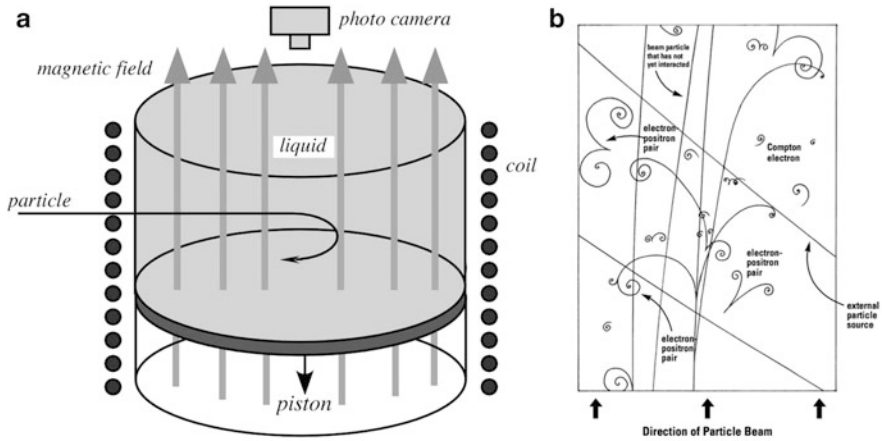 a
photo camera
magnetic field
liquid
coil
particle
piston
b
beam particle
that has not
yet interacted
electron
positron
pair
Compton
electron
electron-
positron
pair
external
particle
source
electron-
positron
pair
Direction of Particle Beam